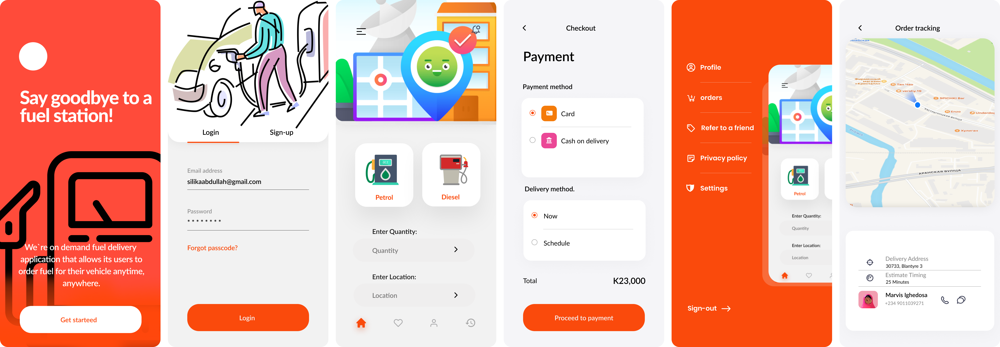 Say goodbye to a
fuel station!
We`re on demand fuel delivery
application that allows its users to
order fuel for their vehicle anytime,
anywhere.
Get starteed
Login
Sign-up
Email address
silikaabdullah@gmail.com
Password
* * * * * * * *
Forgot passcode?
Login
Petrol
Diesel
Enter Quantity:
Quantity
Enter Location:
Location
Checkout
Payment
Payment method
Card
Cash on delivery
Delivery method.
Now
Schedule
Total
K23,000
Proceed to payment
Profile
orders
Refer to a friend
Privacy policy
Settings
Sign-out
Petrol
Enter Quantity:
Quantity
Enter Location:
Location
Order tracking
омайская
Фирменный
магазин
«Кристалл»
Тан Чао
vershy.19
SPICHKI Bar
Enzo
Underdog
КАСТРЫЧНІЦКАЯ ВУЛІЦА
Хулиган
Svislach
АРАНСКАЯ ВУЛІЦА
Delivery Address
30733, Blantyre 3
Estimate Timing
25 Minutes
Marvis Ighedosa
+234 9011039271